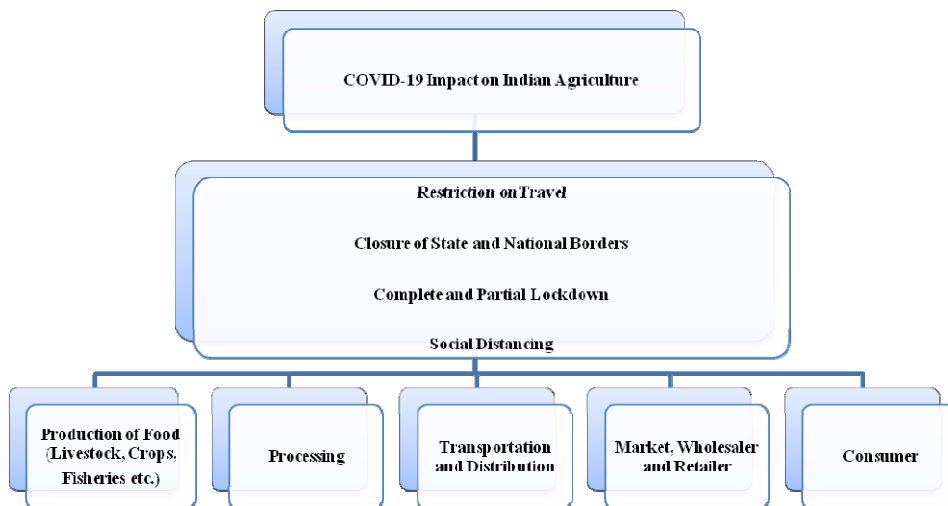 COVID-19 Impact on Indian Agriculture
Restriction on Travel
Closure of State and National Borders
Complete and Partial Lockdown
Social Distancing
Production of Food
(Livestock, Crops,
Fisheries etc.)
Processing
Transportation
and Distribution
Market, Wholesaler
and Retailer
Consumer